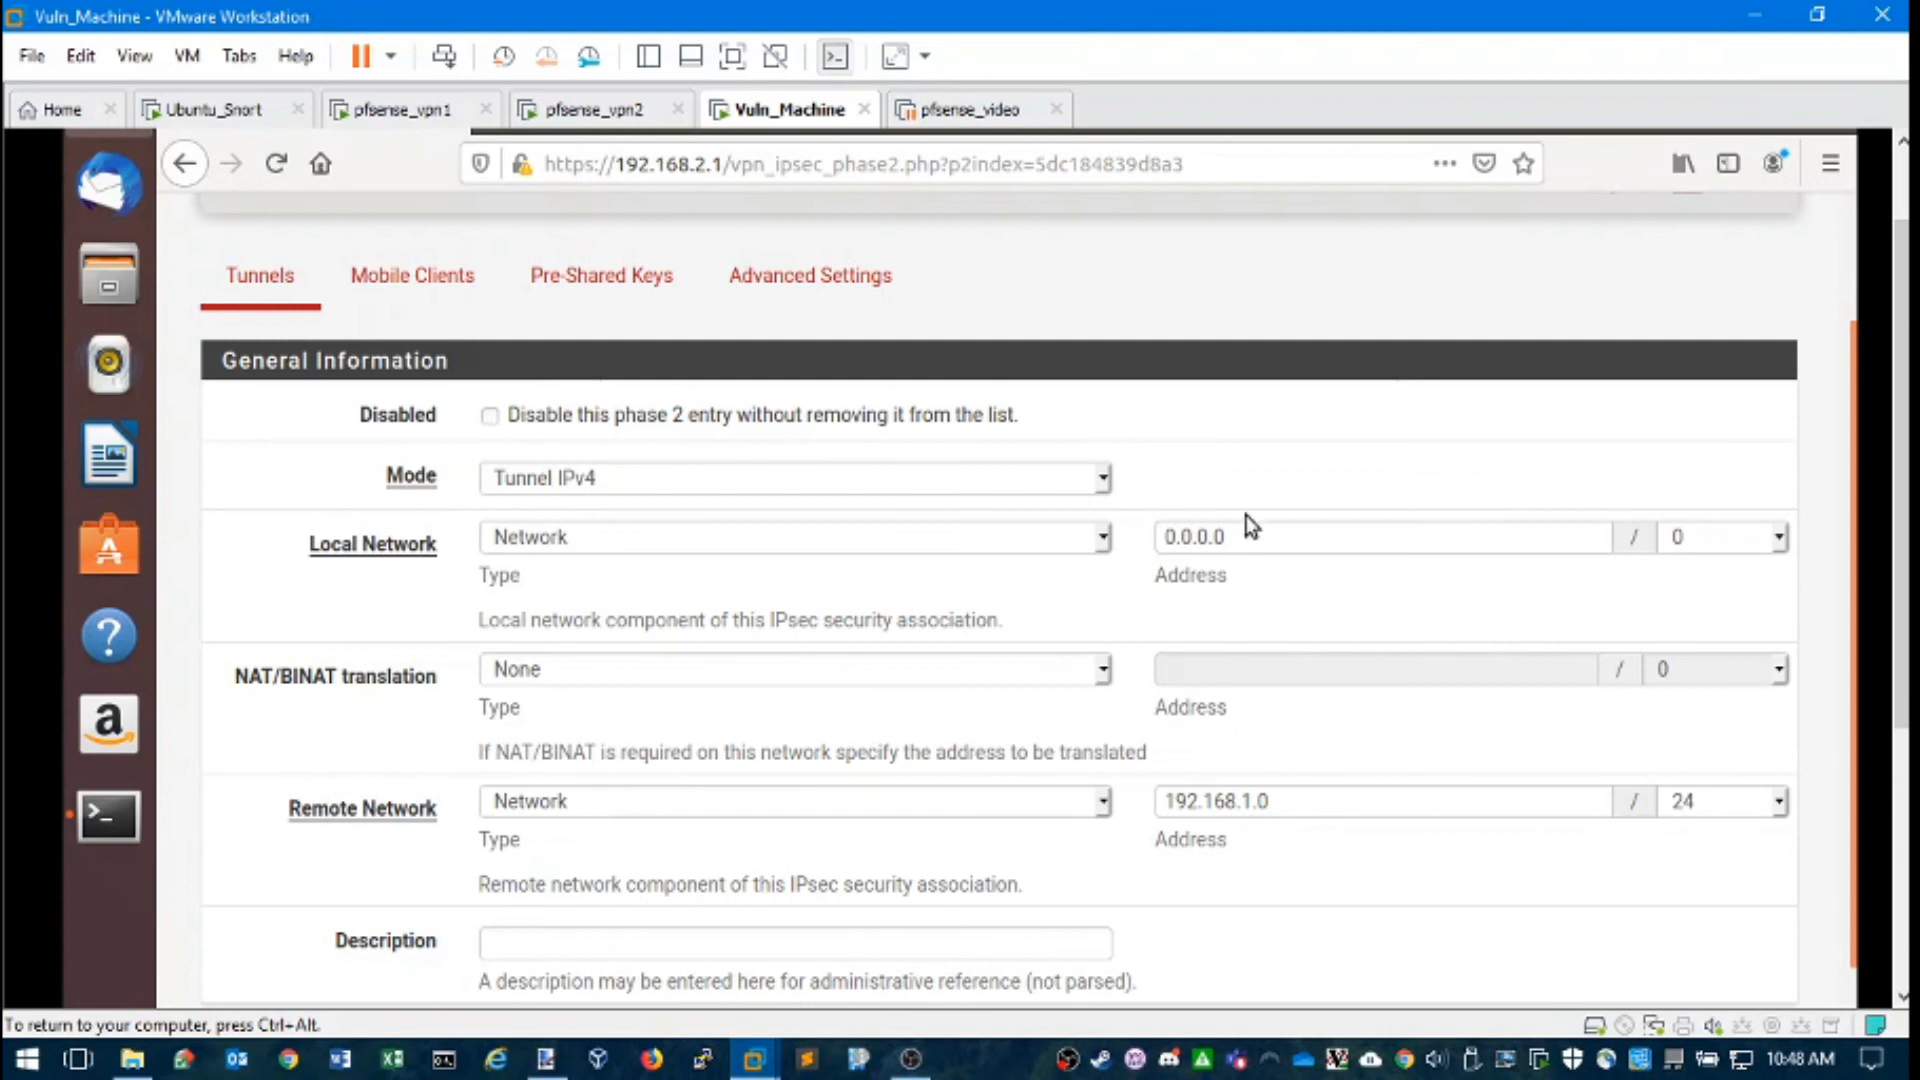 Vuln_Machine - VMware Workstation
File Edit View VM Tabs Help
Home Ubuntu_Snort pfsense_vpn1 pfsense_vpn2 Vuln_Machine pfsense_video
https://192.168.2.1/vpn_ipsec_phase2.php?p2index=5dc184839d8a3
Tunnels Mobile Clients Pre-Shared Keys Advanced Settings
General Information
Disabled Disable this phase 2 entry without removing it from the list.
Mode Tunnel IPv4
Local Network Network 0.0.0.0 / 0
Type Address
Local network component of this IPsec security association.
NAT/BINAT translation None / 0
Type Address
If NAT/BINAT is required on this network specify the address to be translated
Remote Network Network 192.168.1.0 / 24
Type Address
Remote network component of this IPsec security association.
Description
A description may be entered here for administrative reference (not parsed).
To return to your computer, press Ctrl+Alt.
10:48 AM